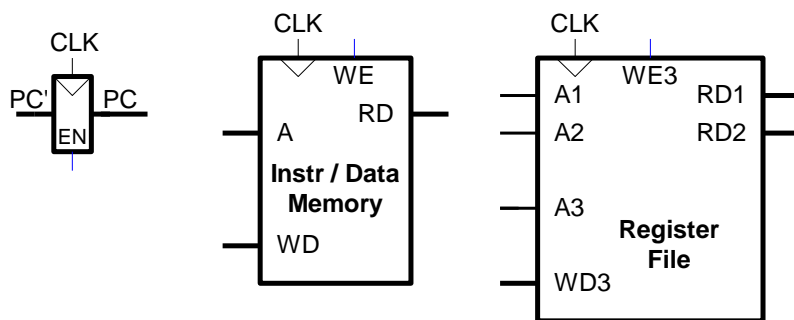 CLK
PC'
PC
EN
CLK
WE
RD
A
Instr / Data
Memory
WD
CLK
WE3
A1
RD1
A2
RD2
A3
Register
File
WD3